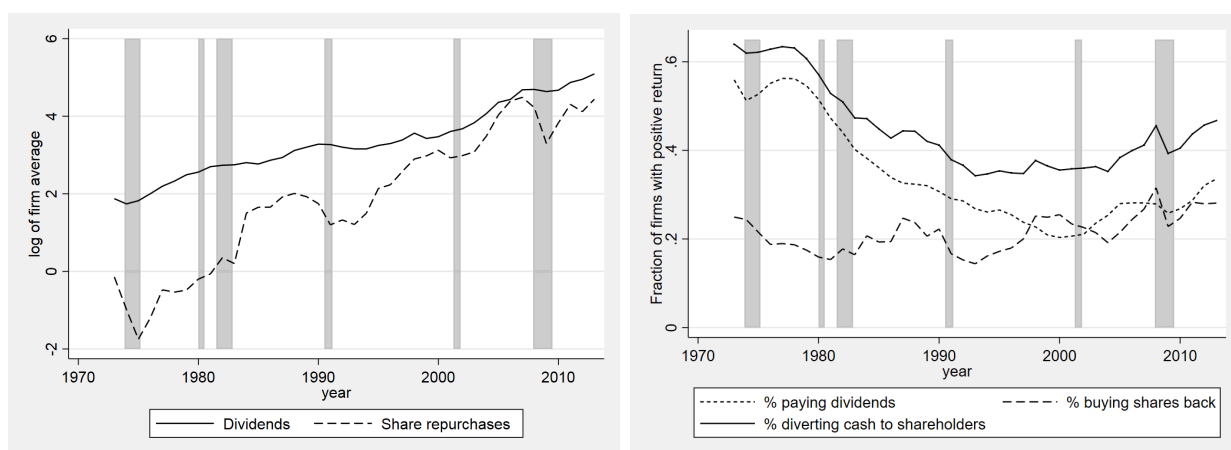 log of firm average
6
4
2
0
-2
1970 1980 1990 2000 2010
year
Dividends Share repurchases
Fraction of firms with positive return
.6
.4
.2
0
1970 1980 1990 2000 2010
year
% paying dividends % buying shares back
% diverting cash to shareholders